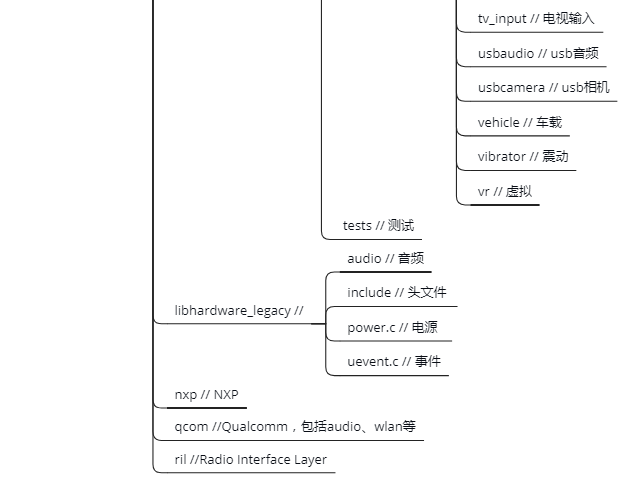 tv_input // 电视输入
usbaudio // usb音频
usbcamera // usb相机
vehicle // 车载
vibrator // 震动
vr // 虚拟
tests // 测试
audio // 音频
include // 头文件
libhardware_legacy //
power.c // 电源
uevent.c // 事件
nxp // NXP
qcom //Qualcomm，包括audio、wlan等
ril //Radio Interface Layer